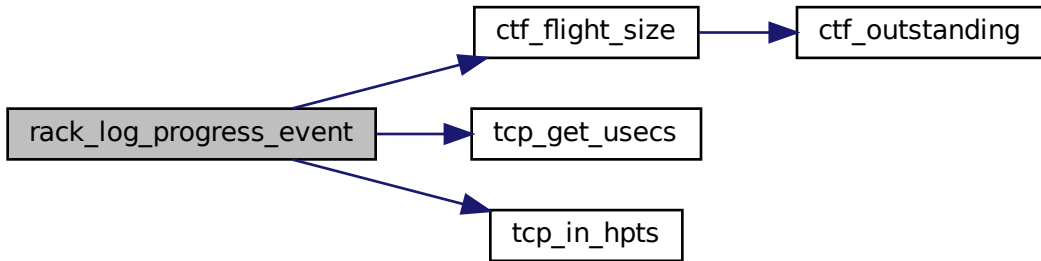 ctf_flight_size
ctf_outstanding
rack_log_progress_event
tcp_get_usecs
tcp_in_hpts